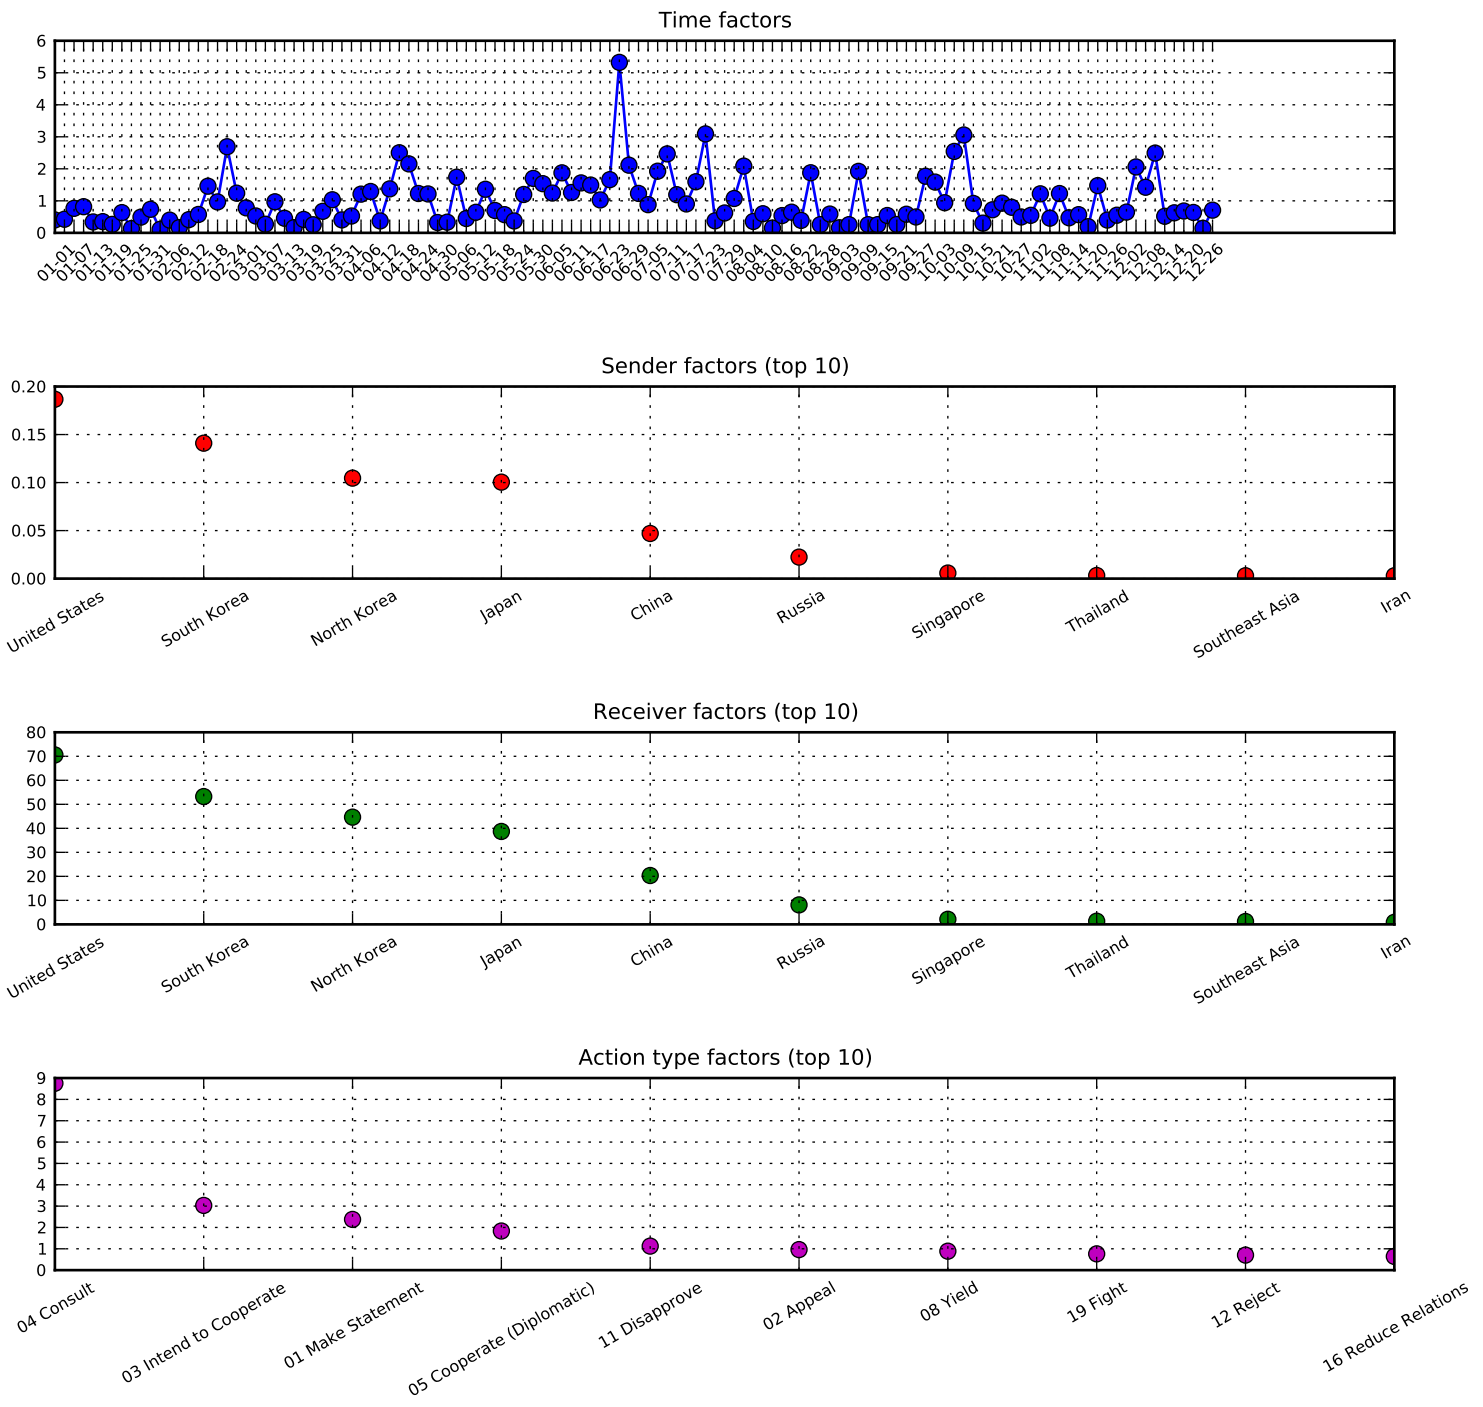 Time factors
6
5
4
3
2
1
0
01-01
01-07
01-13
01-19
01-25
01-31
02-06
02-12
02-18
02-24
03-01
03-07
03-13
03-19
03-25
03-31
04-06
04-12
04-18
04-24
04-30
05-06
05-12
05-18
05-24
05-30
06-05
06-11
06-17
06-23
06-29
07-05
07-11
07-17
07-23
07-29
08-04
08-10
08-16
08-22
08-28
09-03
09-09
09-15
09-21
09-27
10-03
10-09
10-15
10-21
10-27
11-02
11-08
11-14
11-20
11-26
12-02
12-08
12-14
12-20
12-26
Sender factors (top 10)
0.20
0.15
0.10
0.05
0.00
United States
South Korea
North Korea
Japan
China
Russia
Singapore
Thailand
Southeast Asia
Iran
Receiver factors (top 10)
80
70
60
50
40
30
20
10
0
United States
South Korea
North Korea
Japan
China
Russia
Singapore
Thailand
Southeast Asia
Iran
Action type factors (top 10)
9
8
7
6
5
4
3
2
1
0
04 Consult
03 Intend to Cooperate
01 Make Statement
05 Cooperate (Diplomatic)
11 Disapprove
02 Appeal
08 Yield
19 Fight
12 Reject
16 Reduce Relations